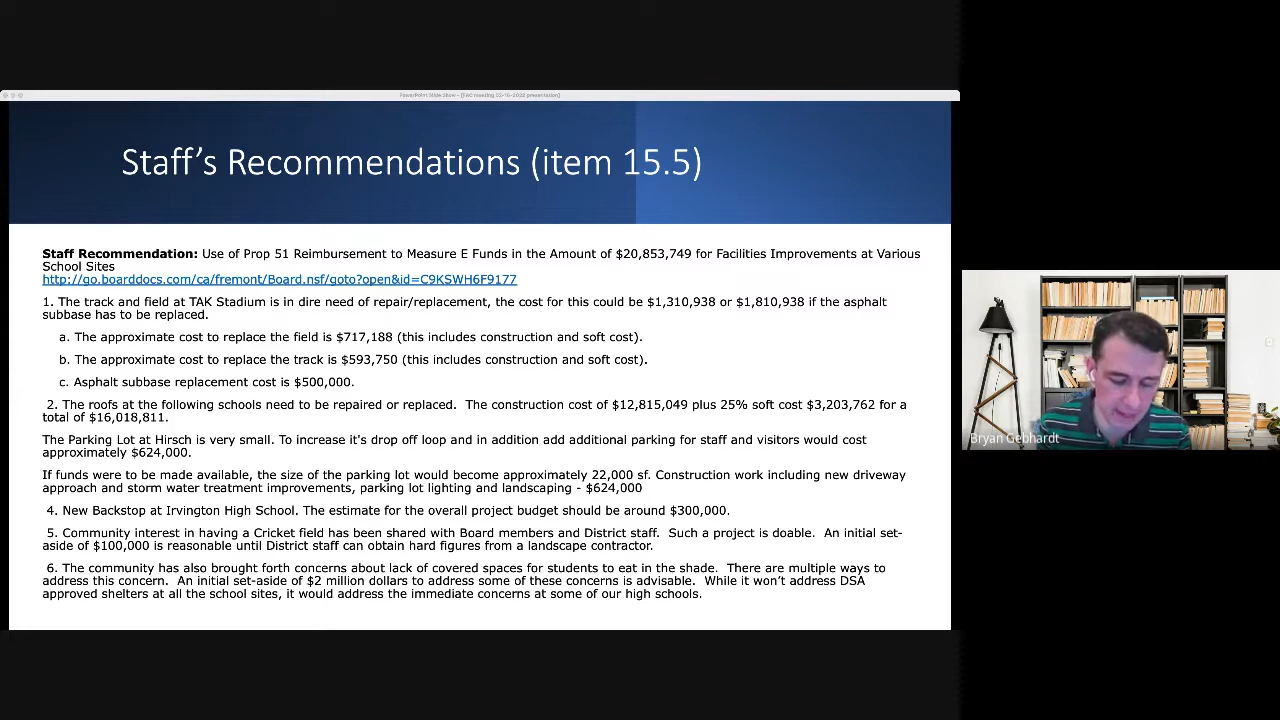 PowerPoint Slide Show - [FAC meeting 02-16-2022 presentation]
Staff's Recommendations (item 15.5)
Staff Recommendation: Use of Prop 51 Reimbursement to Measure E Funds in the Amount of $20,853,749 for Facilities Improvements at Various
School Sites
http://go.boarddocs.com/ca/fremont/Board.nsf/goto?open&id=C9KSWH6F9177
1. The track and field at TAK Stadium is in dire need of repair/replacement, the cost for this could be $1,310,938 or $1,810,938 if the asphalt
subbase has to be replaced.
a. The approximate cost to replace the field is $717,188 (this includes construction and soft cost).
b. The approximate cost to replace the track is $593,750 (this includes construction and soft cost).
c. Asphalt subbase replacement cost is $500,000.
2. The roofs at the following schools need to be repaired or replaced.  The construction cost of $12,815,049 plus 25% soft cost $3,203,762 for a
total of $16,018,811.
The Parking Lot at Hirsch is very small. To increase it's drop off loop and in addition add additional parking for staff and visitors would cost
approximately $624,000.
If funds were to be made available, the size of the parking lot would become approximately 22,000 sf. Construction work including new driveway
approach and storm water treatment improvements, parking lot lighting and landscaping - $624,000
4. New Backstop at Irvington High School. The estimate for the overall project budget should be around $300,000.
5. Community interest in having a Cricket field has been shared with Board members and District staff.  Such a project is doable.  An initial set-
aside of $100,000 is reasonable until District staff can obtain hard figures from a landscape contractor.
6. The community has also brought forth concerns about lack of covered spaces for students to eat in the shade.  There are multiple ways to
address this concern.  An initial set-aside of $2 million dollars to address some of these concerns is advisable.  While it won't address DSA
approved shelters at all the school sites, it would address the immediate concerns at some of our high schools.
Bryan Gebhardt